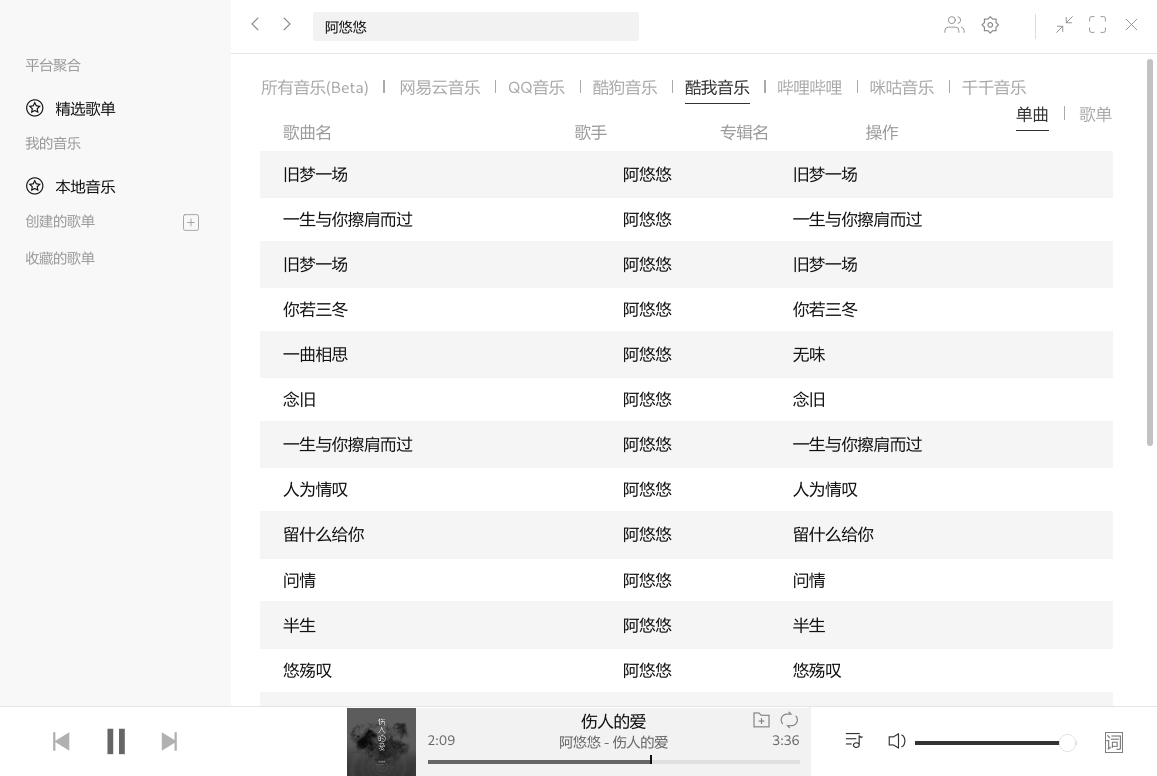 阿悠悠
平台聚合
精选歌单
我的音乐
本地音乐
创建的歌单
收藏的歌单
所有音乐(Beta) 网易云音乐 QQ音乐 酷狗音乐 酷我音乐 哔哩哔哩 咪咕音乐 千千音乐
单曲 歌单
歌曲名 歌手 专辑名 操作
旧梦一场 阿悠悠 旧梦一场
一生与你擦肩而过 阿悠悠 一生与你擦肩而过
旧梦一场 阿悠悠 旧梦一场
你若三冬 阿悠悠 你若三冬
一曲相思 阿悠悠 无味
念旧 阿悠悠 念旧
一生与你擦肩而过 阿悠悠 一生与你擦肩而过
人为情叹 阿悠悠 人为情叹
留什么给你 阿悠悠 留什么给你
问情 阿悠悠 问情
半生 阿悠悠 半生
悠殇叹 阿悠悠 悠殇叹
伤人的爱
伤人的爱
2:09 阿悠悠 - 伤人的爱 3:36
词